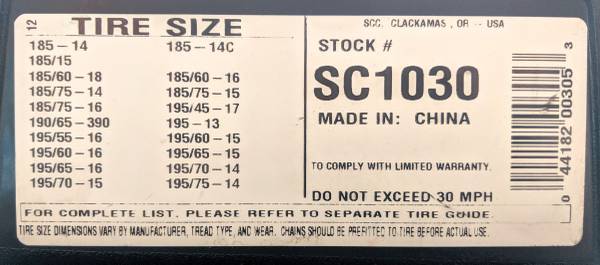 12 TIRE SIZE
185 – 14 185 – 14C
185/15
185/60 – 18 185/60 – 16
185/75 – 14 185/75 – 15
185/75 – 16 195/45 – 17
190/65 – 390 195 – 13
195/55 – 16 195/60 – 15
195/60 – 16 195/65 – 15
195/65 – 16 195/70 – 14
195/70 – 15 195/75 – 14
SCC, CLACKAMAS, OR -- USA
STOCK #
SC1030
MADE IN: CHINA
TO COMPLY WITH LIMITED WARRANTY.
DO NOT EXCEED 30 MPH
0 44182 00305 3
FOR COMPLETE LIST. PLEASE REFER TO SEPARATE TIRE GUIDE.
TIRE SIZE DIMENSIONS VARY BY MANUFACTURER, TREAD TYPE, AND WEAR. CHAINS SHOULD BE PREFITTED TO TIRE BEFORE ACTUAL USE.